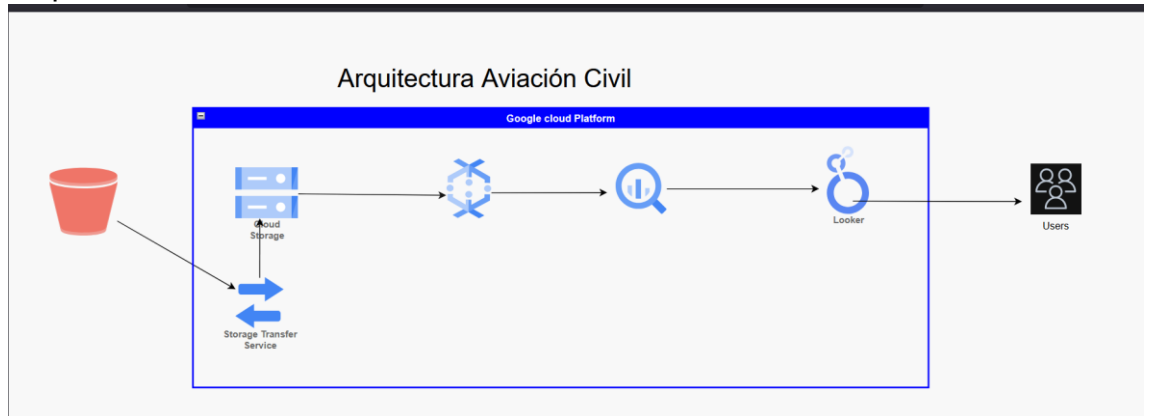 Arquitectura Aviación Civil
Google cloud Platform
Cloud
Storage
Looker
Users
Storage Transfer
Service